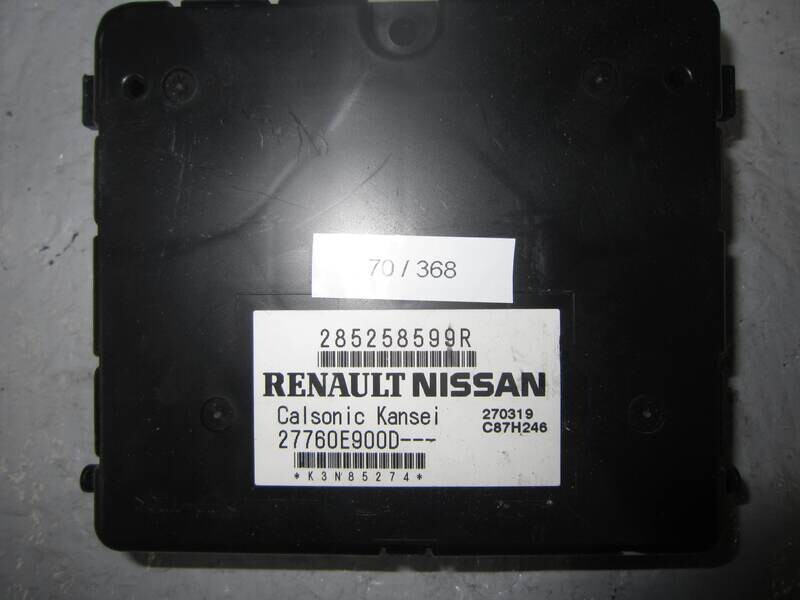 70 / 368
285258599R
RENAULT NISSAN
Calsonic Kansei 270319
27760E900D--- C87H246
*K3N85274*